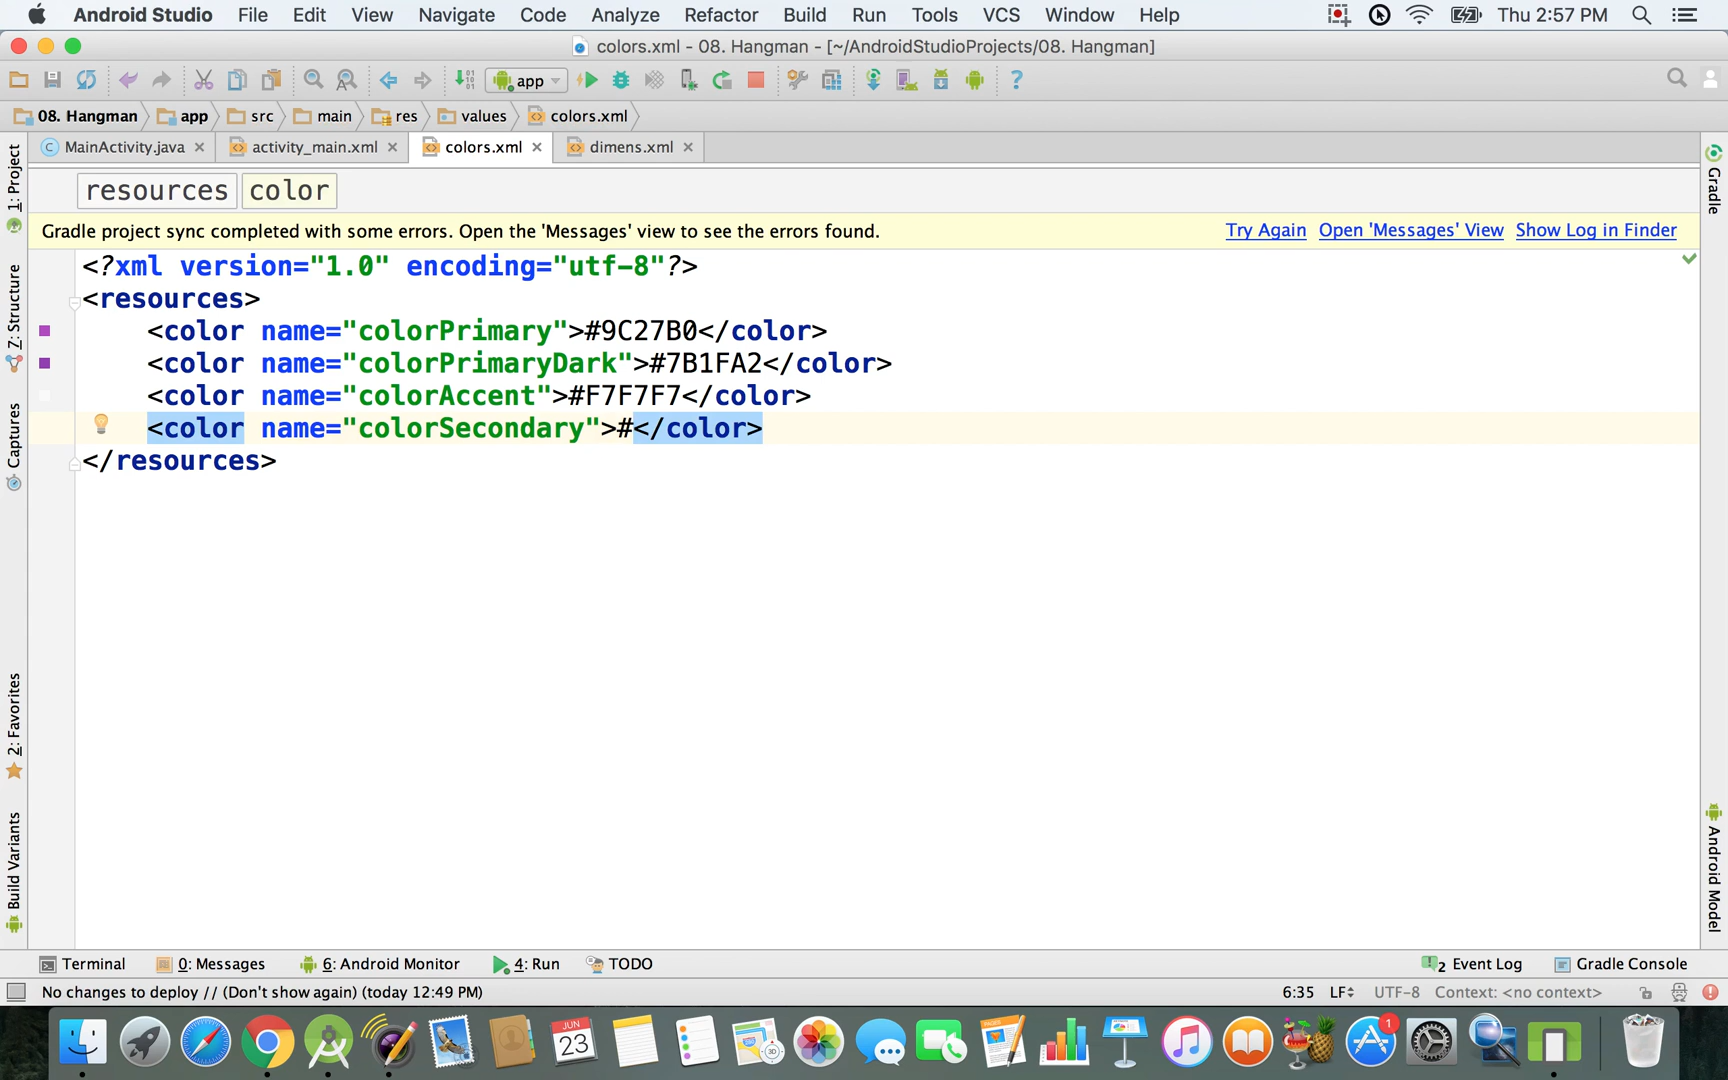 Android Studio File Edit View Navigate Code Analyze Refactor Build Run Tools VCS Window Help Thu 2:57 PM
colors.xml - 08. Hangman - [~/AndroidStudioProjects/08. Hangman]
app
08. Hangman app src main res values colors.xml
MainActivity.java activity_main.xml colors.xml dimens.xml
resources color
Gradle project sync completed with some errors. Open the 'Messages' view to see the errors found. Try Again Open 'Messages' View Show Log in Finder
<?xml version="1.0" encoding="utf-8"?>
<resources>
<color name="colorPrimary">#9C27B0</color>
<color name="colorPrimaryDark">#7B1FA2</color>
<color name="colorAccent">#F7F7F7</color>
<color name="colorSecondary">#</color>
</resources>
1: Project
7: Structure
Captures
2: Favorites
Build Variants
Gradle
Android Model
Terminal 0: Messages 6: Android Monitor 4: Run TODO 2 Event Log Gradle Console
No changes to deploy // (Don't show again) (today 12:49 PM) 6:35 LF UTF-8 Context: <no context>
JUN
23
3D
PAGES
1